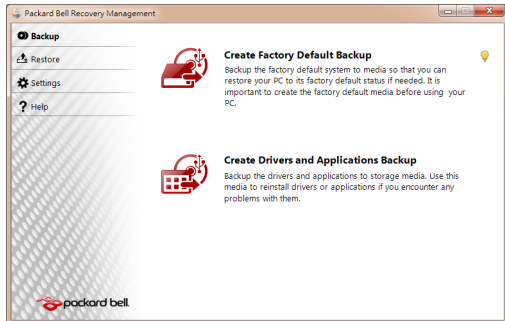 Packard Bell Recovery Management
Backup
Restore
Settings
Help
Create Factory Default Backup
Backup the factory default system to media so that you can
restore your PC to its factory default status if needed. It is
important to create the factory default media before using your
PC.
Create Drivers and Applications Backup
Backup the drivers and applications to storage media. Use this
media to reinstall drivers or applications if you encounter any
problems with them.
packard bell.